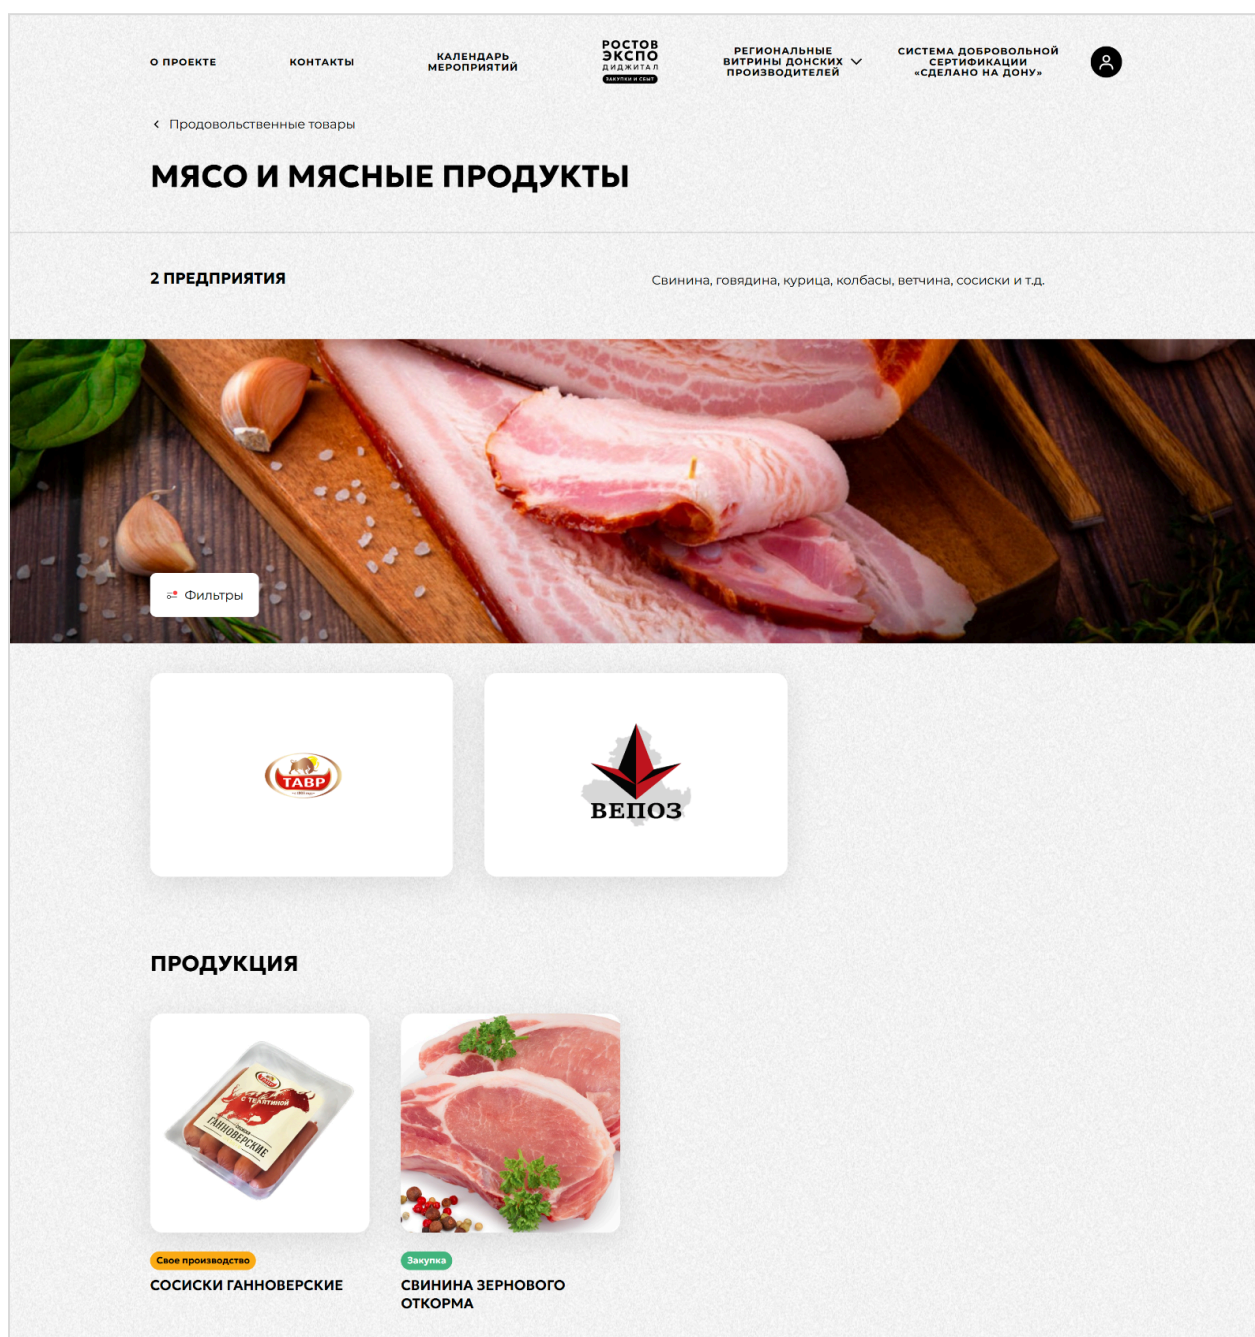 О ПРОЕКТЕ
КОНТАКТЫ
КАЛЕНДАРЬ
МЕРОПРИЯТИЙ
РОСТОВ
ЭКСПО
ДИДЖИТАЛ
ЗАКУПКИ И СБЫТ
РЕГИОНАЛЬНЫЕ
ВИТРИНЫ ДОНСКИХ
ПРОИЗВОДИТЕЛЕЙ
СИСТЕМА ДОБРОВОЛЬНОЙ
СЕРТИФИКАЦИИ
«СДЕЛАНО НА ДОНУ»
Продовольственные товары
МЯСО И МЯСНЫЕ ПРОДУКТЫ
2 ПРЕДПРИЯТИЯ
Свинина, говядина, курица, колбасы, ветчина, сосиски и т.д.
Фильтры
ТАВР
ВЕПОЗ
ПРОДУКЦИЯ
ТАВР
С ТЕЛЯТИНОЙ
ГАННОВЕРСКИЕ
Свое производство
СОСИСКИ ГАННОВЕРСКИЕ
Закупка
СВИНИНА ЗЕРНОВОГО
ОТКОРМА